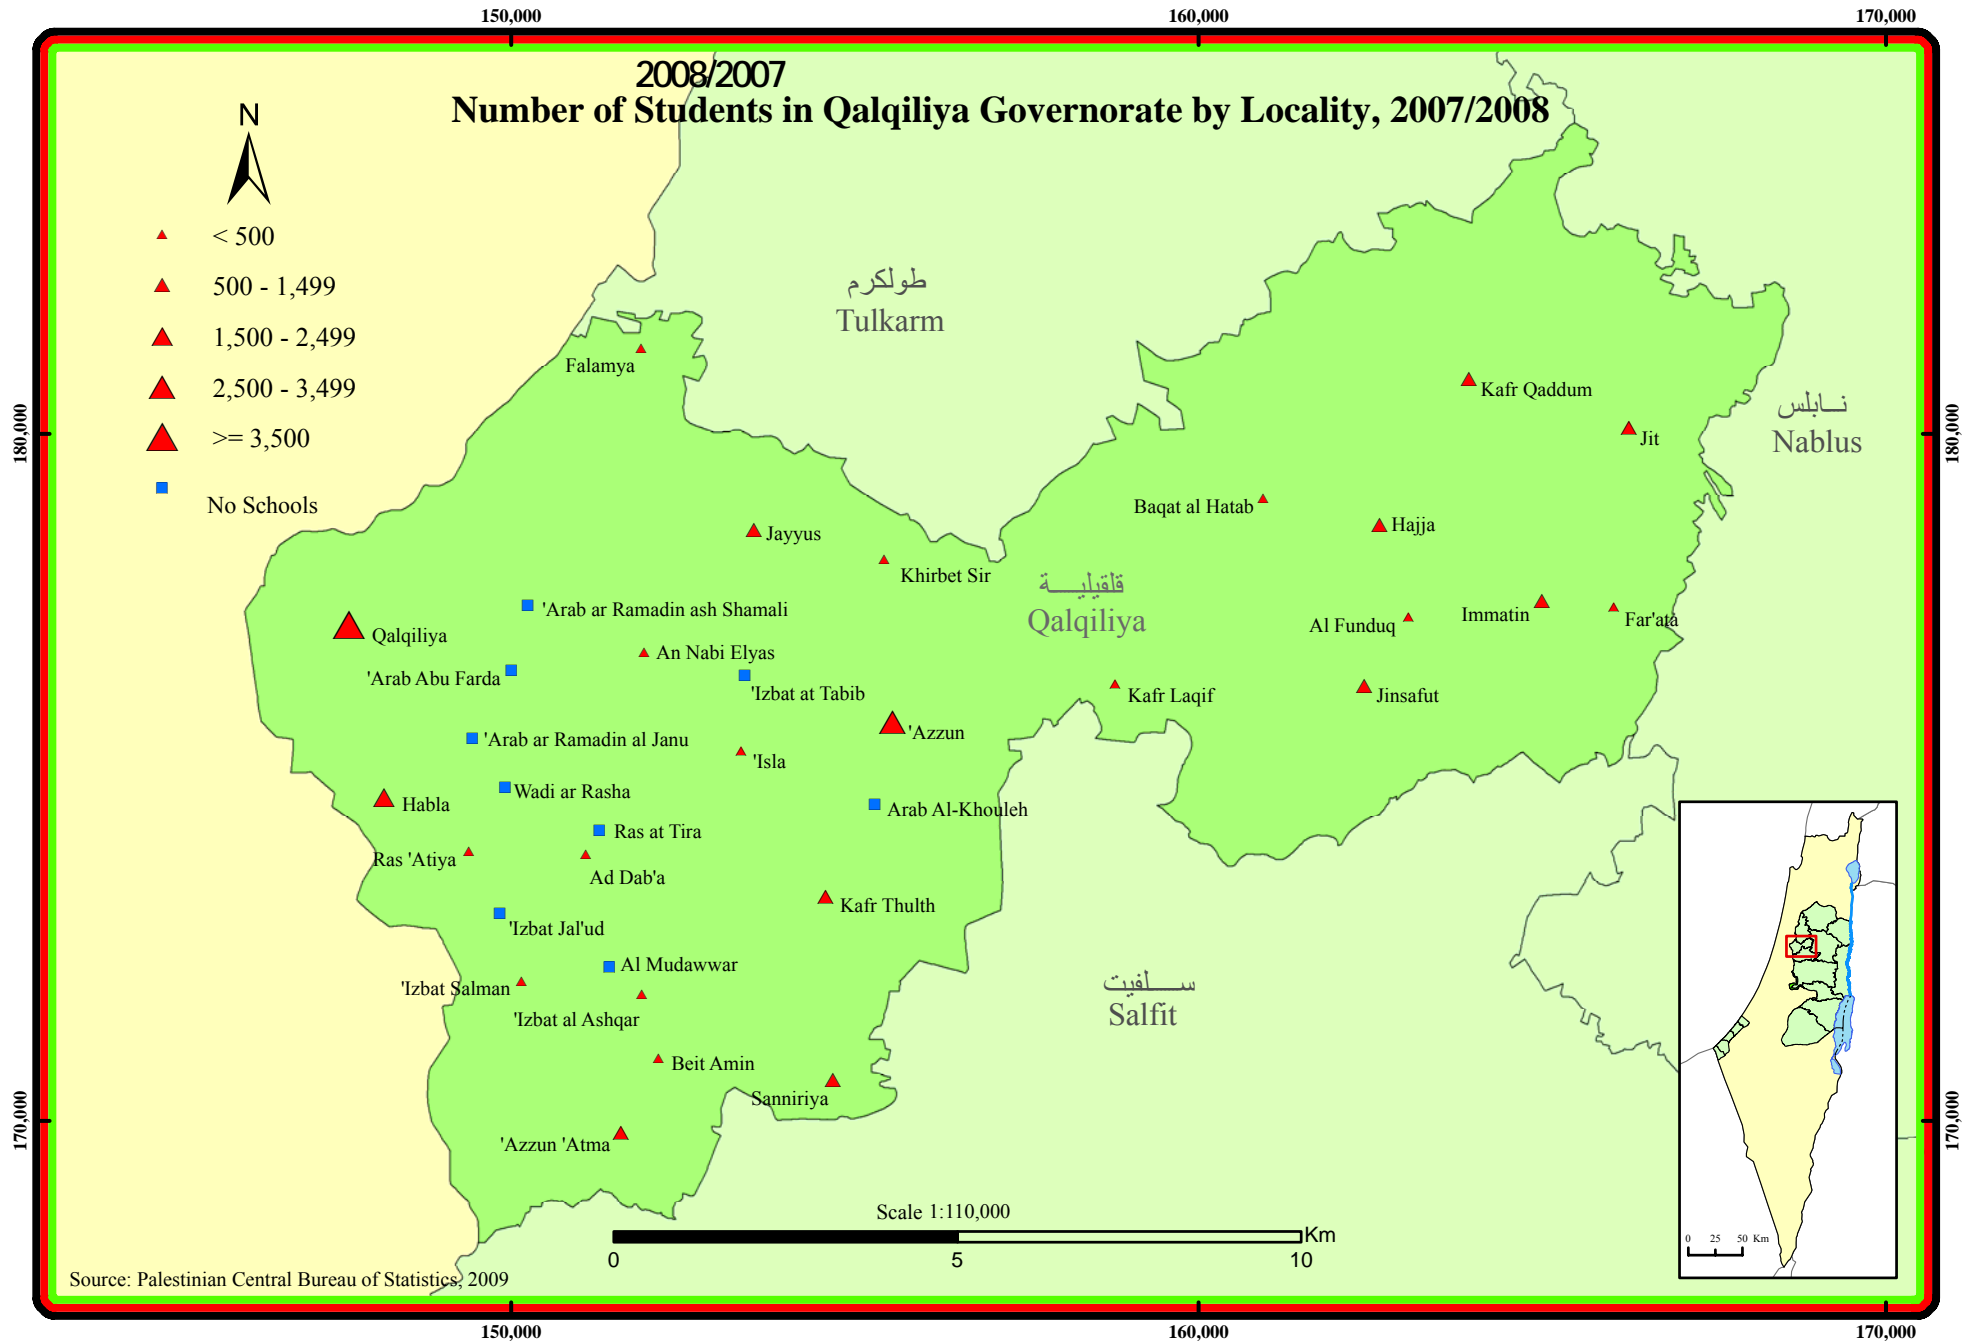 150,000
160,000
170,000
2008/2007
Number of Students in Qalqiliya Governorate by Locality, 2007/2008
N
< 500
500 - 1,499
1,500 - 2,499
2,500 - 3,499
>= 3,500
No Schools
طولكرم
Tulkarm
نــابلس
Nablus
قلقيليـــــة
Qalqiliya
ســـــلفيت
Salfit
180,000
180,000
170,000
170,000
Falamya
Kafr Qaddum
Jit
Baqat al Hatab
Hajja
Jayyus
Khirbet Sir
'Arab ar Ramadin ash Shamali
Qalqiliya
Al Funduq
Immatin
Far'ata
An Nabi Elyas
'Arab Abu Farda
'Izbat at Tabib
Kafr Laqif
Jinsafut
'Azzun
'Arab ar Ramadin al Janu
'Isla
Wadi ar Rasha
Habla
Arab Al-Khouleh
Ras at Tira
Ras 'Atiya
Ad Dab'a
Kafr Thulth
'Izbat Jal'ud
Al Mudawwar
'Izbat Salman
'Izbat al Ashqar
Beit Amin
Sanniriya
'Azzun 'Atma
Scale 1:110,000
Km
0
5
10
0 25 50 Km
Source: Palestinian Central Bureau of Statistics, 2009
150,000
160,000
170,000